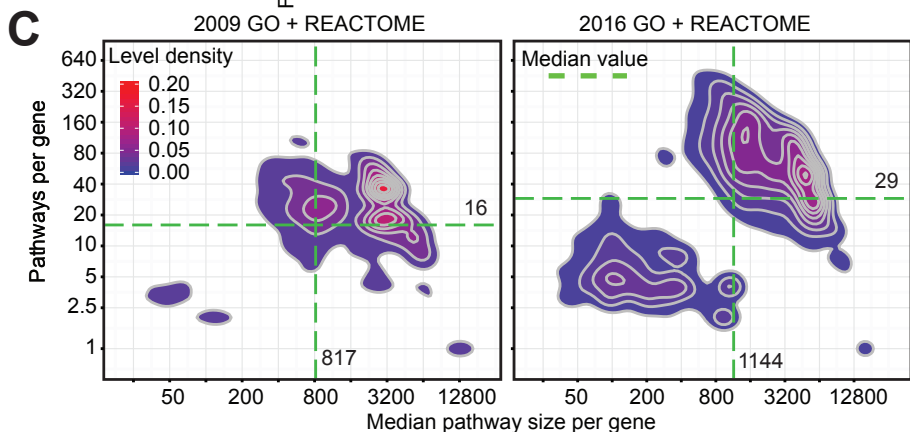 C
2009 GO + REACTOME
2016 GO + REACTOME
Level density
0.20
0.15
0.10
0.05
0.00
Median value
Pathways per gene
640
320
160
80
40
20
10
5
2.5
1
16
817
29
1144
50 200 800 3200 12800
50 200 800 3200 12800
Median pathway size per gene